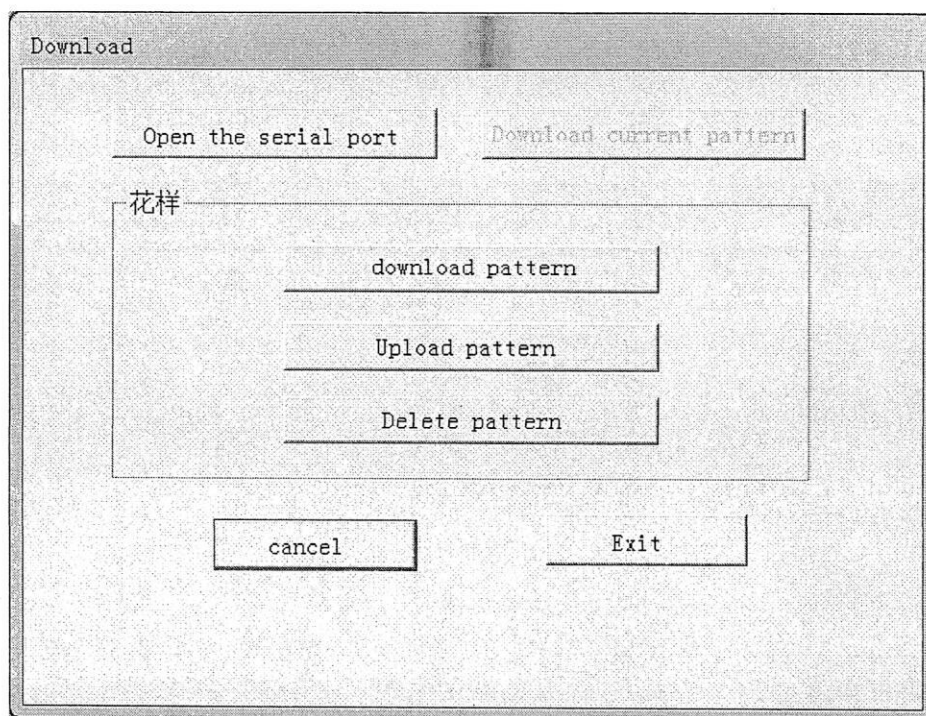 Download
Open the serial port
Download current pattern
花样
download pattern
Upload pattern
Delete pattern
cancel
Exit